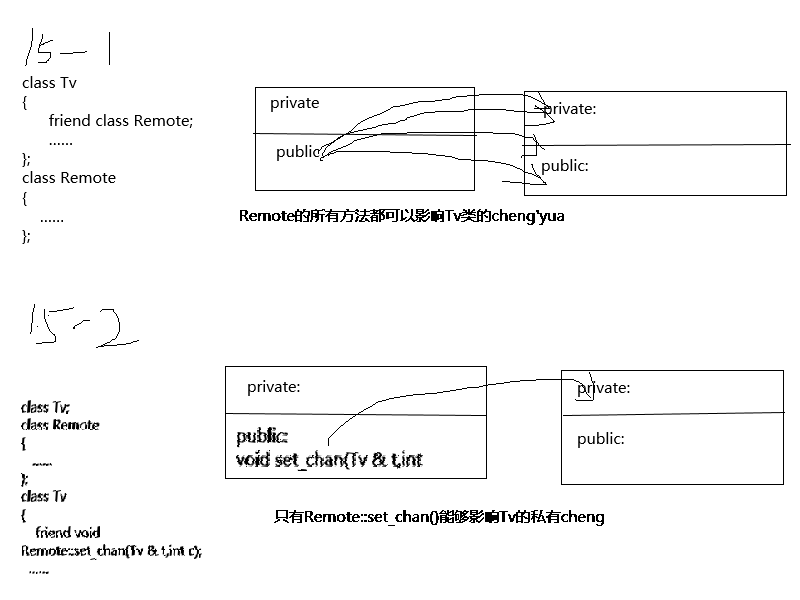 15-1
class Tv
{
friend class Remote;
......
};
class Remote
{
......
};
private
public
private:
public:
Remote的所有方法都可以影响Tv类的cheng'yua
15-2
class Tv;
class Remote
{
......
};
class Tv
{
friend void
Remote::set_chan(Tv & t,int c);
......
private:
public:
void set_chan(Tv & t,int
private:
public:
只有Remote::set_chan()能够影响Tv的私有cheng